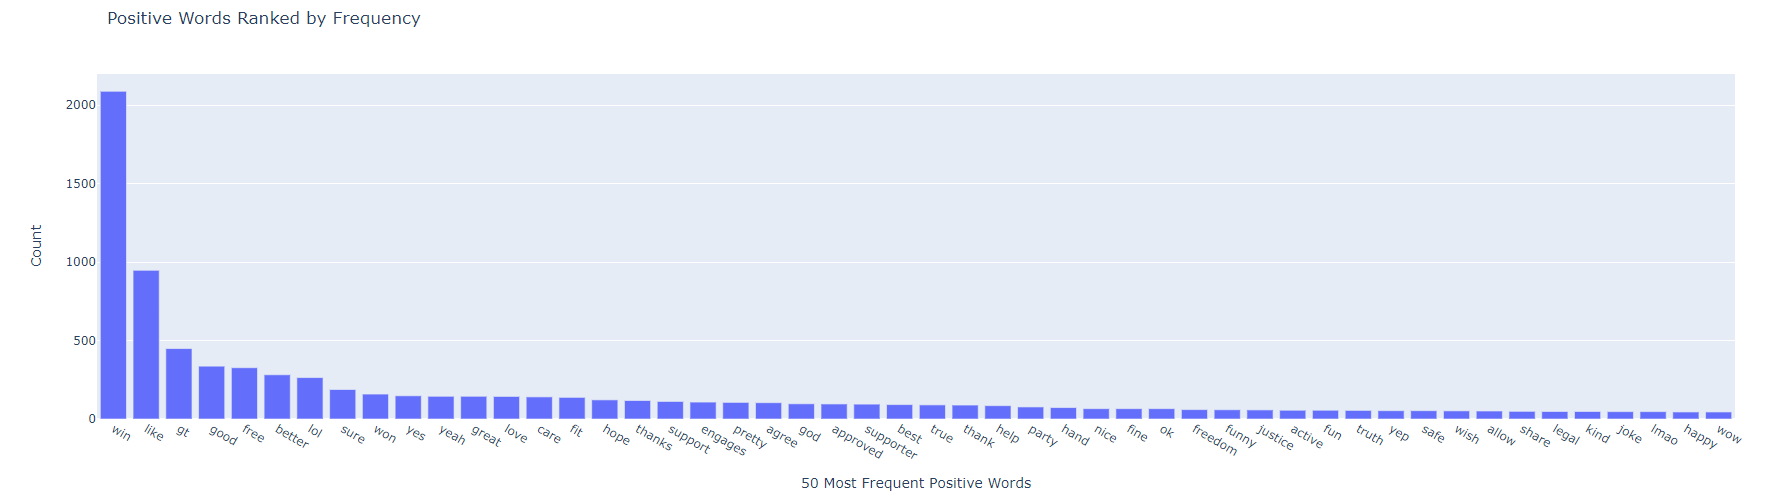 Positive Words Ranked by Frequency
2000
1500
1000
500
0
Count
win like gt good free better lol sure won yes yeah great love care fit hope thanks support engages pretty agree god approved supporter best true thank help party hand nice fine ok freedom funny justice active fun truth yep safe wish allow share legal kind joke lmao happy wow
50 Most Frequent Positive Words